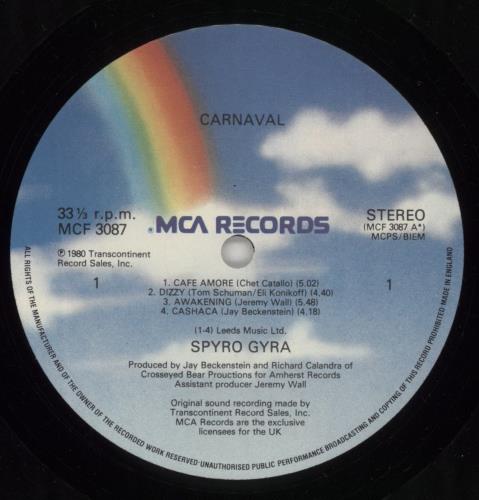 CARNAVAL
33⅓ r.p.m.
MCF 3087
MCA RECORDS
STEREO
(MCF 3087 A*)
MCPS/BIEM
℗ 1980 Transcontinent
Record Sales, Inc.
1
1
1. CAFE AMORE (Chet Catallo) (5.02)
2. DIZZY (Tom Schuman/Eli Konikoff) (4,40)
3. AWAKENING (Jeremy Wall) (5.48)
4. CASHACA (Jay Beckenstein) (4.18)
(1-4) Leeds Music Ltd.
SPYRO GYRA
Produced by Jay Beckenstein and Richard Calandra of
Crosseyed Bear Prouctions for Amherst Records
Assistant producer Jeremy Wall
Original sound recording made by
Transcontinent Record Sales, Inc.
MCA Records are the exclusive
licensees for the UK
ALL RIGHTS OF THE MANUFACTURER AND OF THE OWNER OF THE RECORDED WORK RESERVED·UNAUTHORISED PUBLIC PERFORMANCE BROADCASTING AND COPYING OF THIS RECORD PROHIBITED. MADE IN ENGLAND